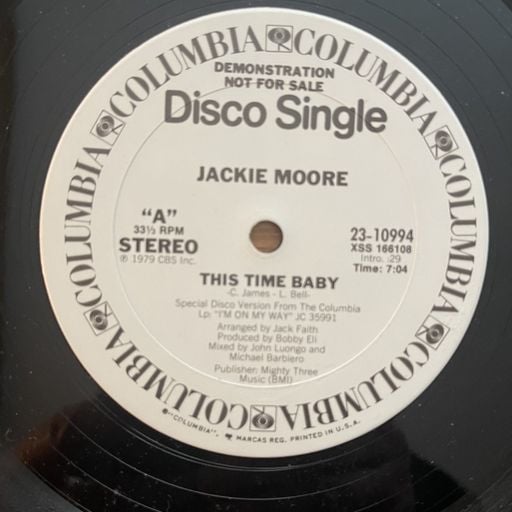 COLUMBIA COLUMBIA COLUMBIA COLUMBIA COLUMBIA COLUMBIA COLUMBIA COLUMBIA
DEMONSTRATION
NOT FOR SALE
Disco Single
JACKIE MOORE
“A”
33⅓ RPM
STEREO
℗ 1979 CBS Inc.
23-10994
XSS 166108
Intro. :29
Time: 7:04
THIS TIME BABY
-C. James - L. Bell-
Special Disco Version From The Columbia
Lp: "I'M ON MY WAY" JC 35991
Arranged by Jack Faith
Produced by Bobby Eli
Mixed by John Luongo and
Michael Barbiero
Publisher: Mighty Three
Music (BMI)
®"COLUMBIA", MARCAS REG. PRINTED IN U.S.A.